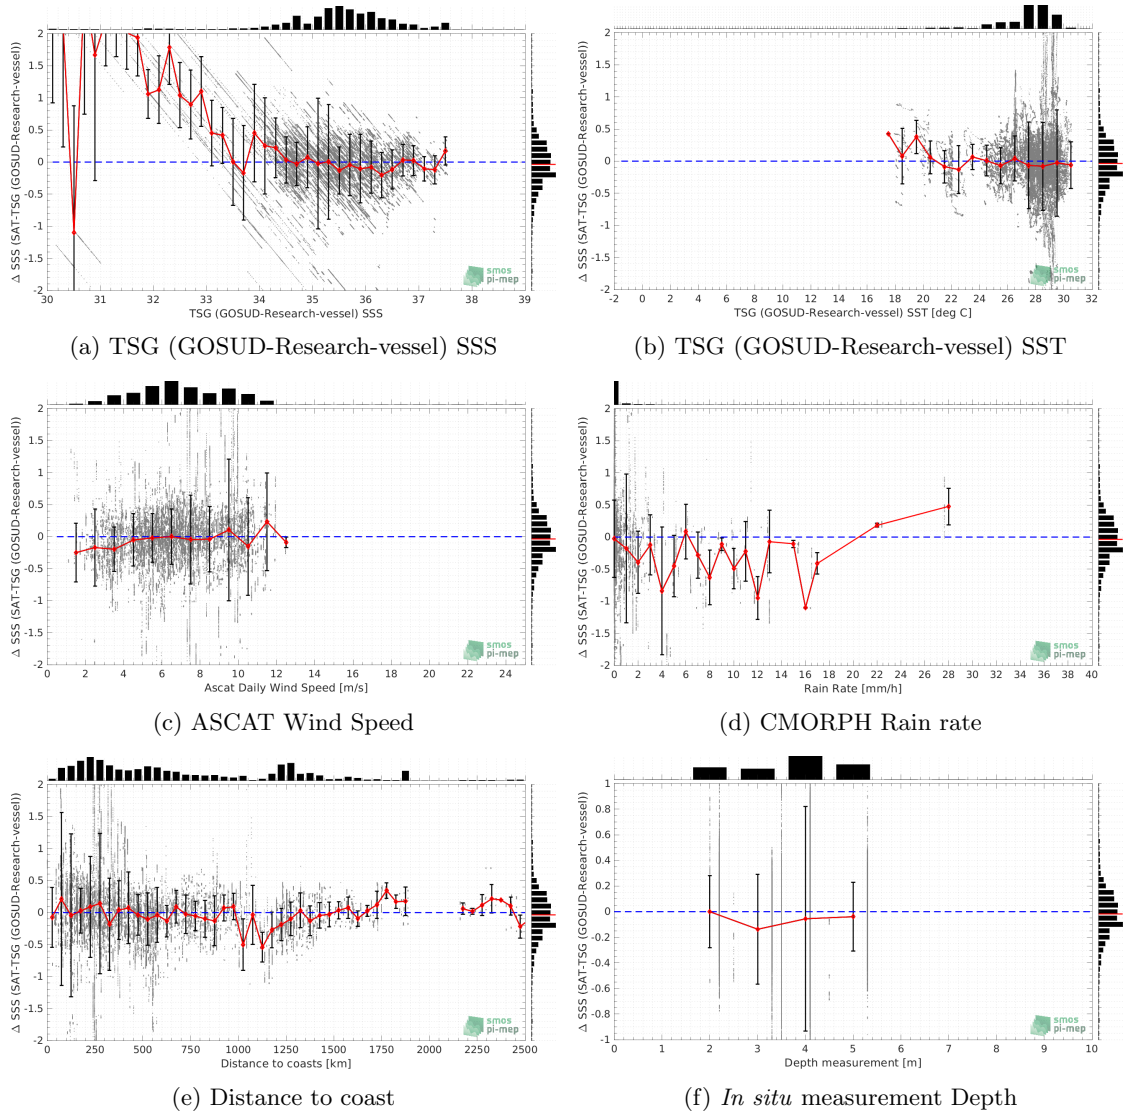 Δ SSS (SAT-TSG (GOSUD-Research-vessel))
2
1.5
1
0.5
0
-0.5
-1
-1.5
-2
30 31 32 33 34 35 36 37 38 39
TSG (GOSUD-Research-vessel) SSS
smos
pi-mep
(a) TSG (GOSUD-Research-vessel) SSS
Δ SSS (SAT-TSG (GOSUD-Research-vessel))
2
1.5
1
0.5
0
-0.5
-1
-1.5
-2
-2 0 2 4 6 8 10 12 14 16 18 20 22 24 26 28 30 32
TSG (GOSUD-Research-vessel) SST [deg C]
smos
pi-mep
(b) TSG (GOSUD-Research-vessel) SST
Δ SSS (SAT-TSG (GOSUD-Research-vessel))
2
1.5
1
0.5
0
-0.5
-1
-1.5
-2
0 2 4 6 8 10 12 14 16 18 20 22 24
Ascat Daily Wind Speed [m/s]
smos
pi-mep
(c) ASCAT Wind Speed
Δ SSS (SAT-TSG (GOSUD-Research-vessel))
2
1.5
1
0.5
0
-0.5
-1
-1.5
-2
0 2 4 6 8 10 12 14 16 18 20 22 24 26 28 30 32 34 36 38 40
Rain Rate [mm/h]
smos
pi-mep
(d) CMORPH Rain rate
Δ SSS (SAT-TSG (GOSUD-Research-vessel))
2
1.5
1
0.5
0
-0.5
-1
-1.5
-2
0 250 500 750 1000 1250 1500 1750 2000 2250 2500
Distance to coasts [km]
smos
pi-mep
(e) Distance to coast
Δ SSS (SAT-TSG (GOSUD-Research-vessel))
1
0.8
0.6
0.4
0.2
0
-0.2
-0.4
-0.6
-0.8
-1
0 1 2 3 4 5 6 7 8 9 10
Depth measurement [m]
smos
pi-mep
(f) In situ measurement Depth